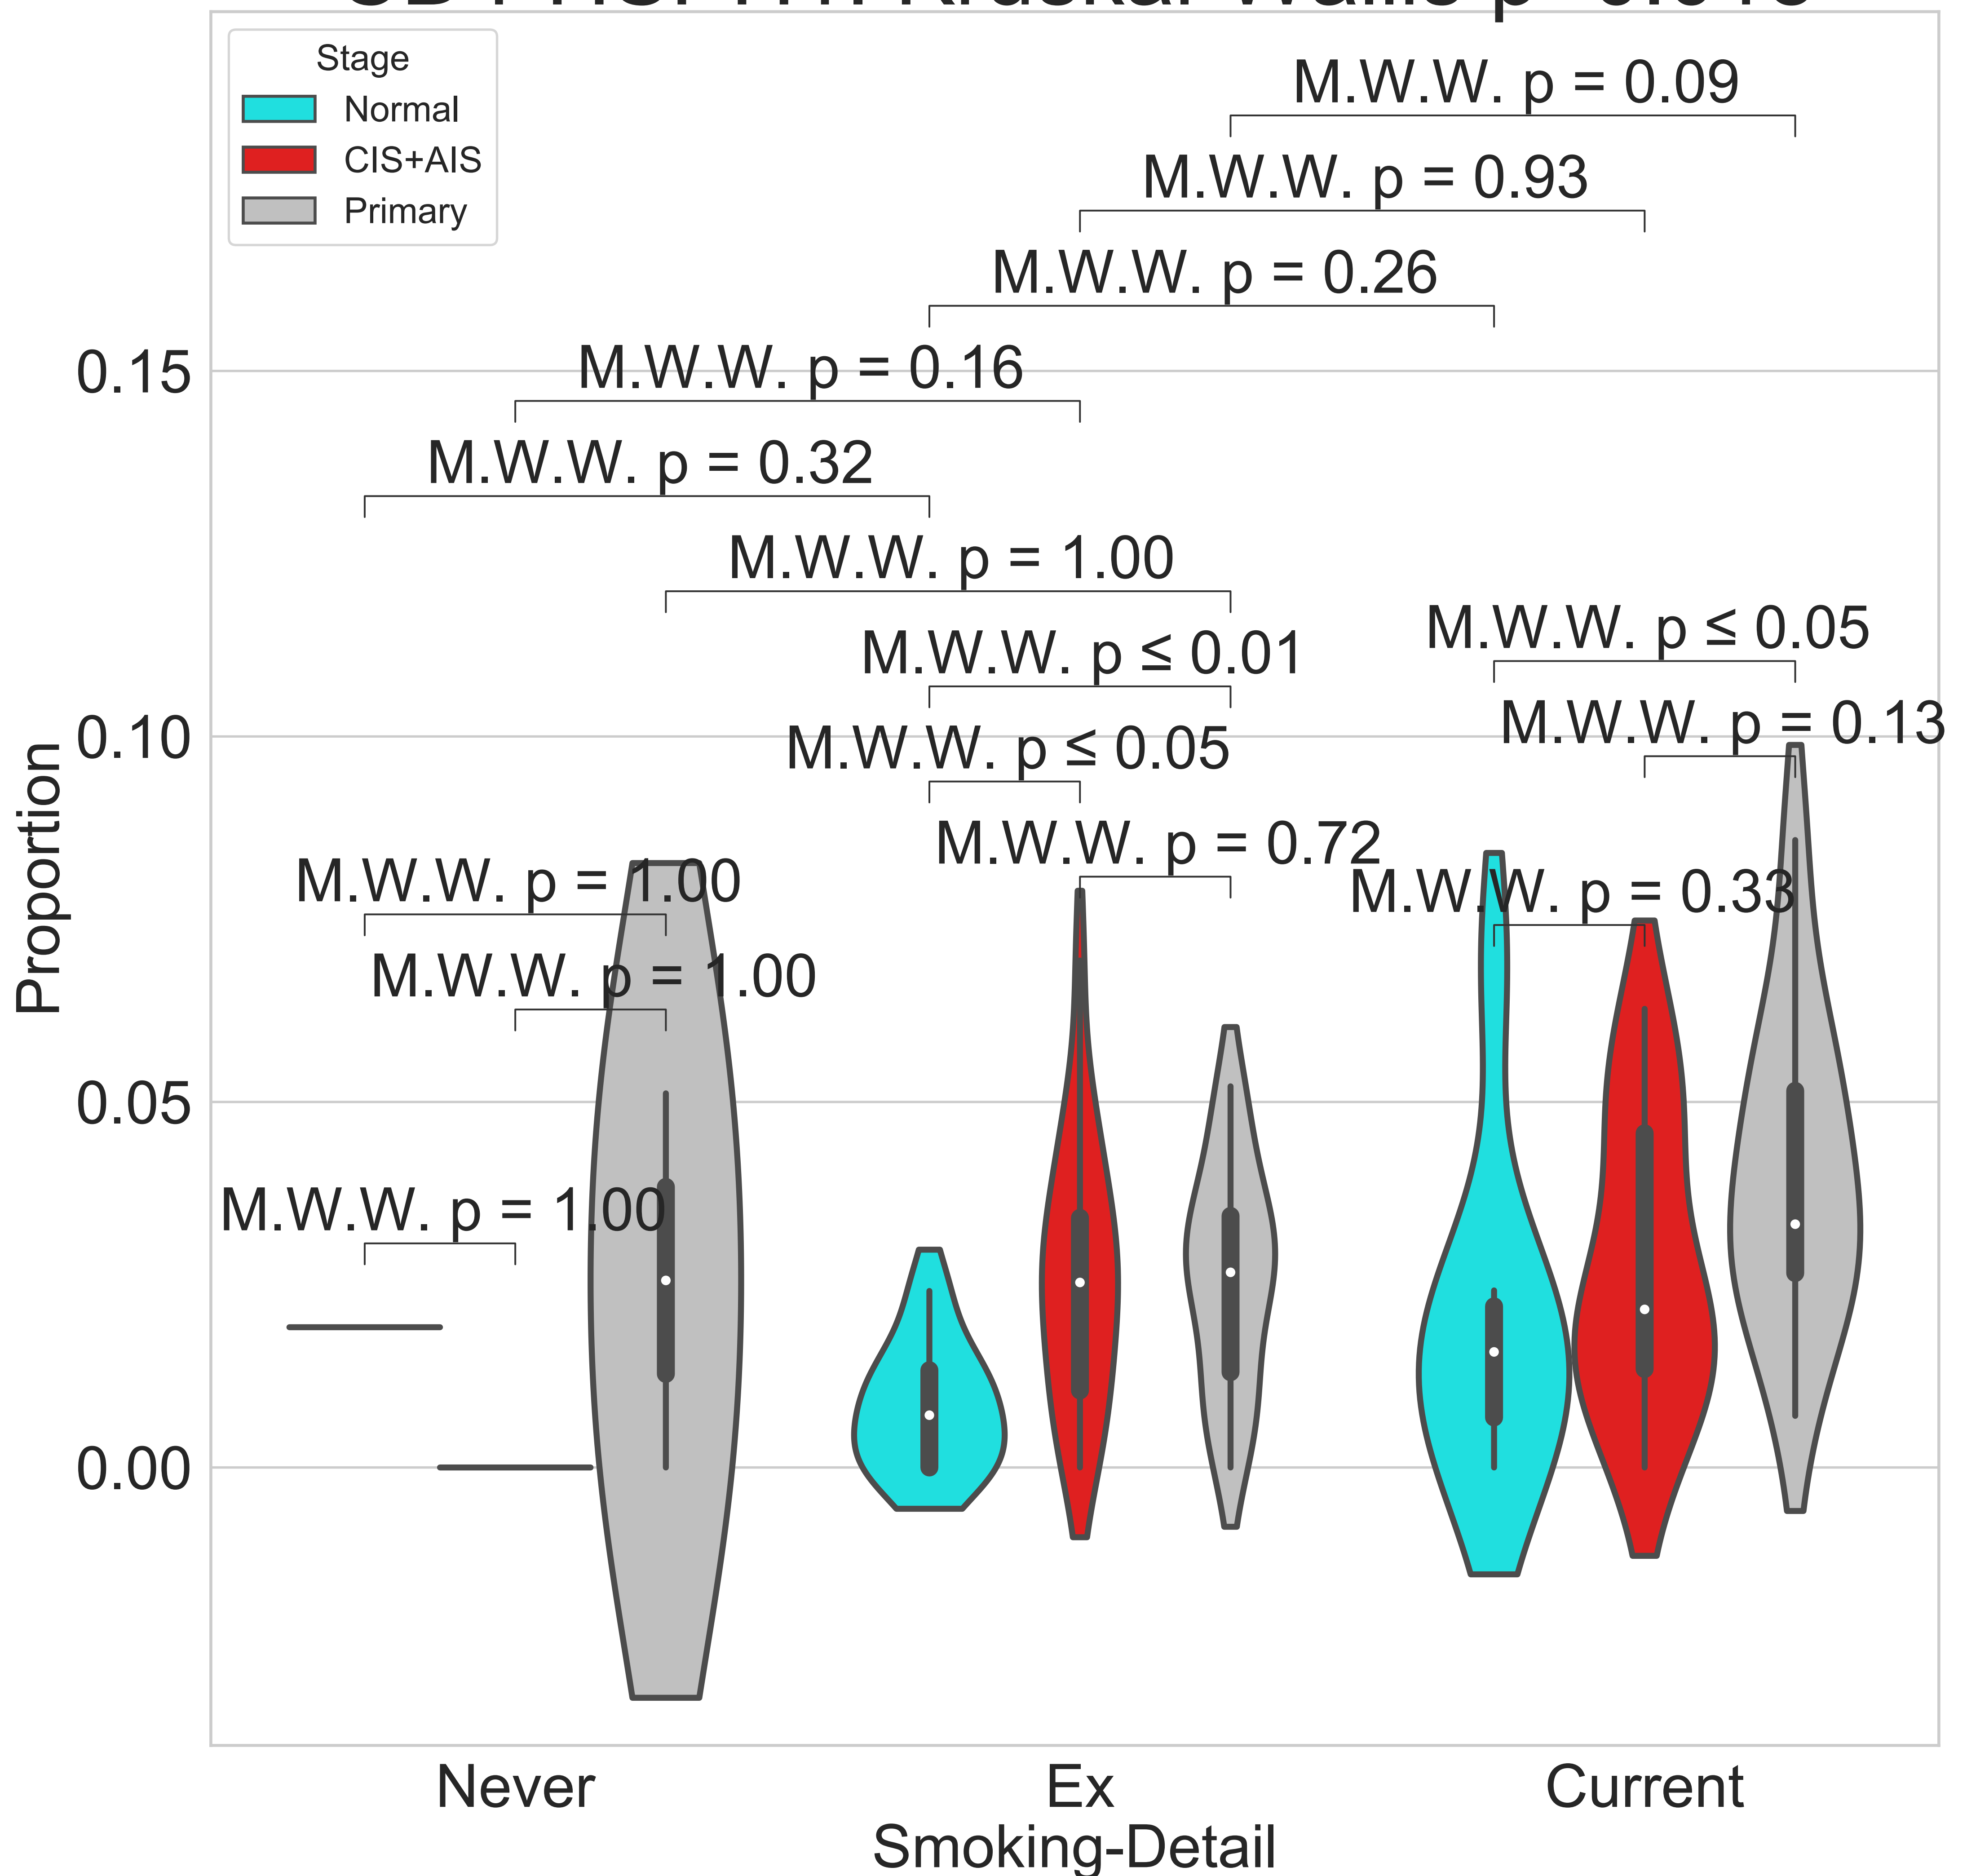 Stage
Normal
CIS+AIS
Primary
M.W.W. p = 0.09
M.W.W. p = 0.93
M.W.W. p = 0.26
M.W.W. p = 0.16
M.W.W. p = 0.32
M.W.W. p = 1.00
M.W.W. p ≤ 0.01
M.W.W. p ≤ 0.05
M.W.W. p ≤ 0.05
M.W.W. p = 0.13
M.W.W. p = 0.72
M.W.W. p = 0.33
M.W.W. p = 1.00
M.W.W. p = 1.00
M.W.W. p = 1.00
0.15
0.10
0.05
0.00
Proportion
Never
Ex
Current
Smoking-Detail